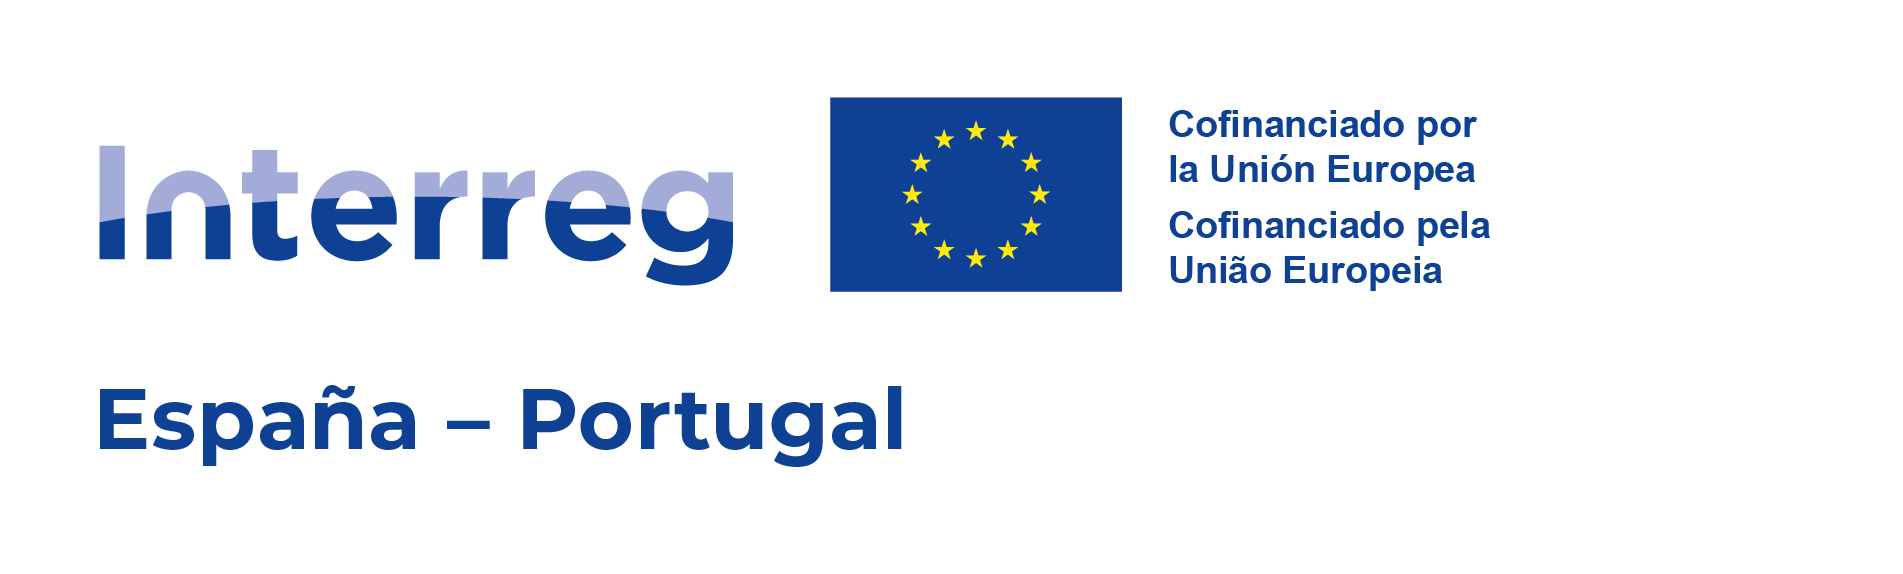 Interreg
Cofinanciado por
la Unión Europea
Cofinanciado pela
União Europeia
España – Portugal